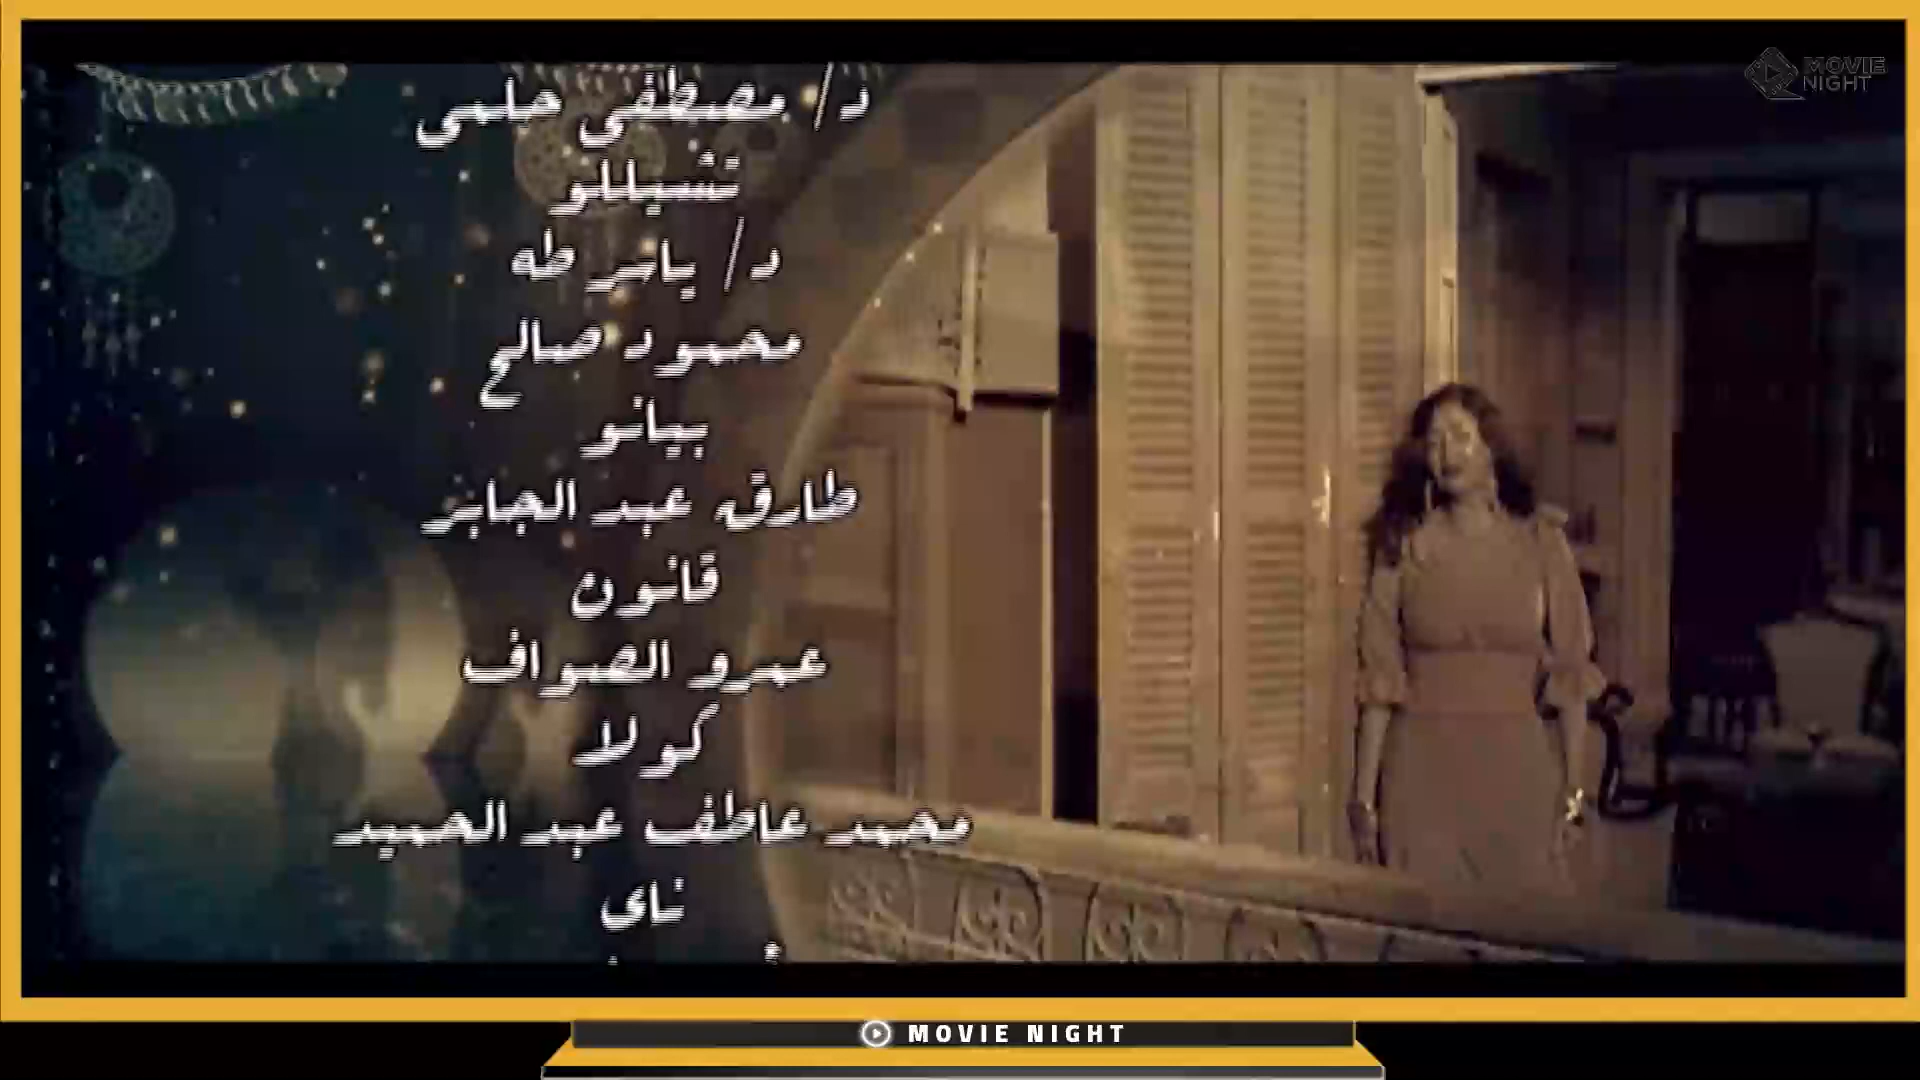 د/ مصطفى حلمى
تشيللو
د/ ياسر طه
محمود صالح
بيانو
طارق عبد الجابر
قانون
عمرو الصواف
كولا
محمد عاطف عبد الحميد
ناى
MOVIE
NIGHT
MOVIE NIGHT